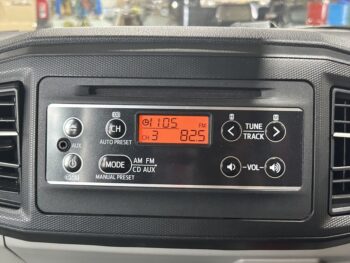 11:05 FM
CH 3 82.5
CH
TUNE
AUX
AUTO PRESET
TRACK
MODE
AM FM
CD AUX
VOL
MANUAL PRESET